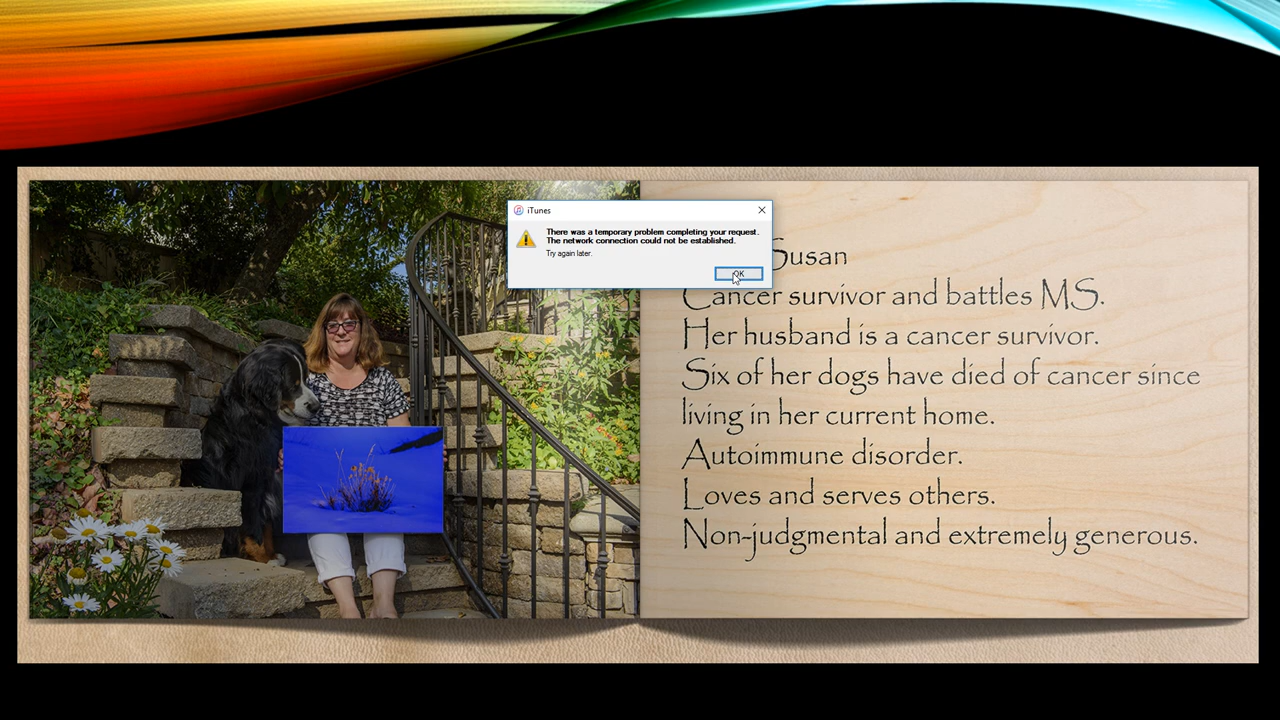 iTunes
There was a temporary problem completing your request.
The network connection could not be established.
Try again later.
OK
Susan
Cancer survivor and battles MS.
Her husband is a cancer survivor.
Six of her dogs have died of cancer since
living in her current home.
Autoimmune disorder.
Loves and serves others.
Non-judgmental and extremely generous.